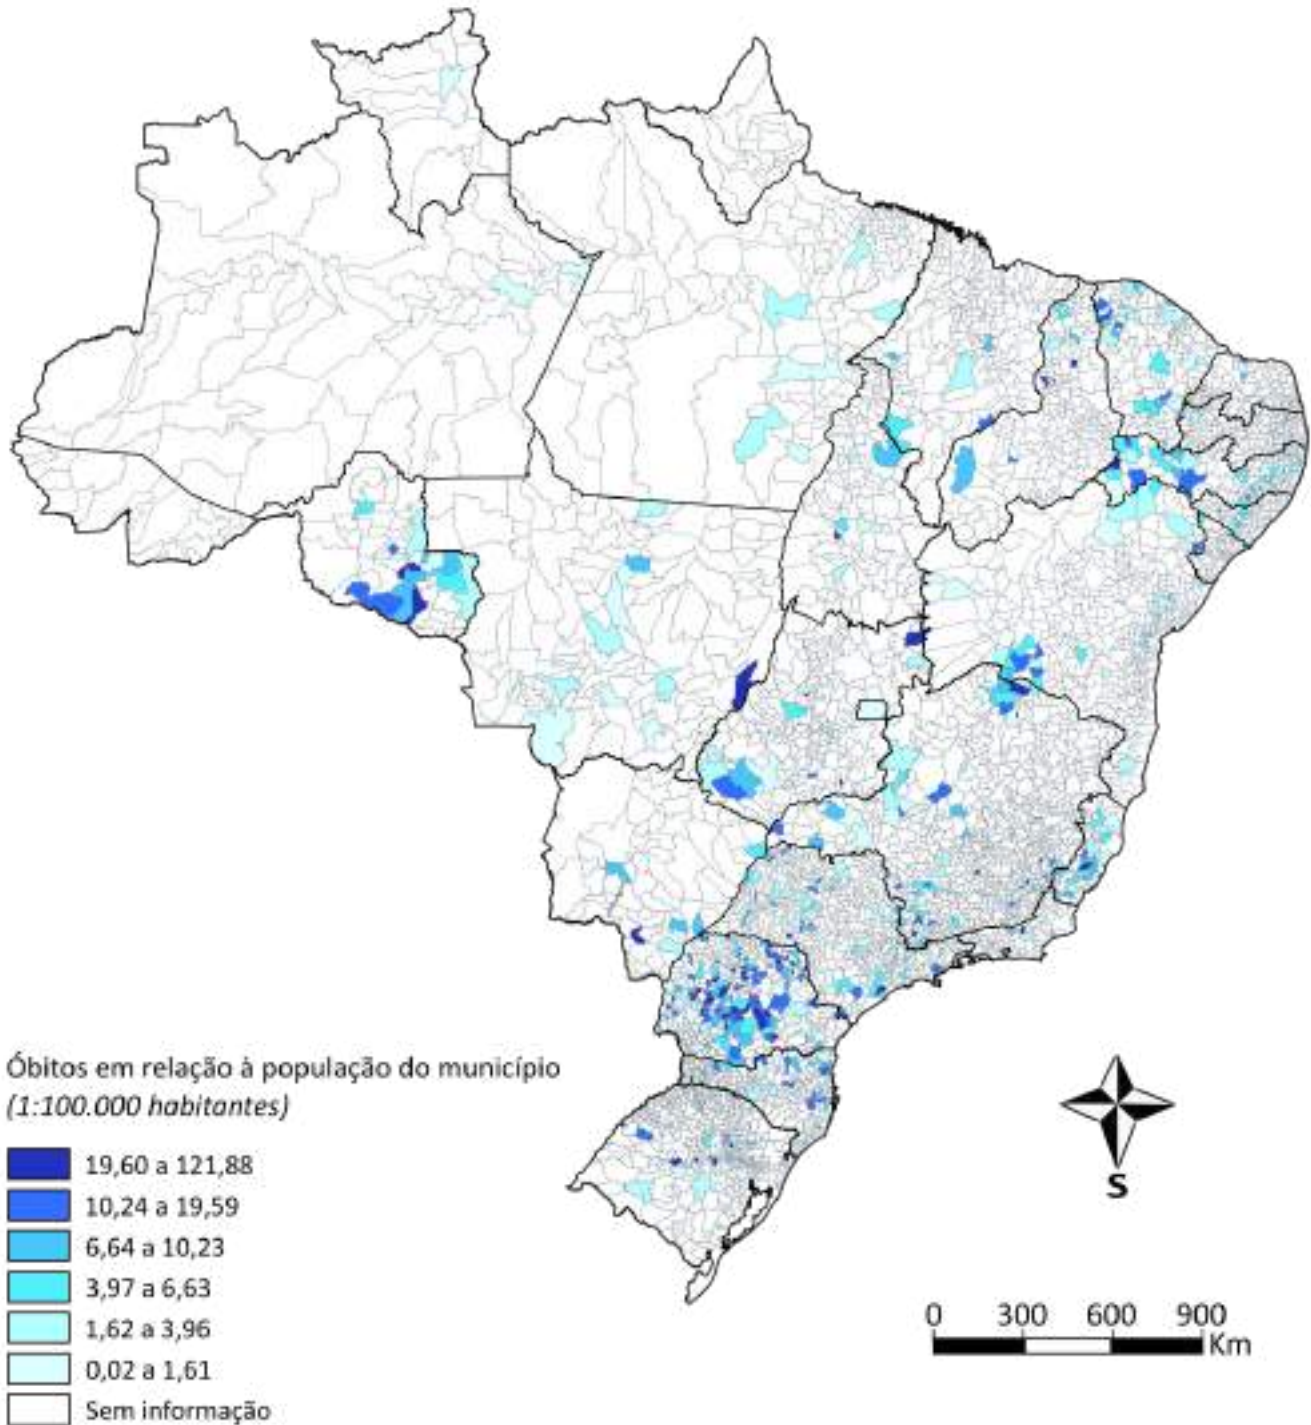 Óbitos em relação à população do município
(1:100.000 habitantes)
19,60 a 121,88
10,24 a 19,59
6,64 a 10,23
3,97 a 6,63
1,62 a 3,96
0,02 a 1,61
Sem informação
S
0 300 600 900
Km